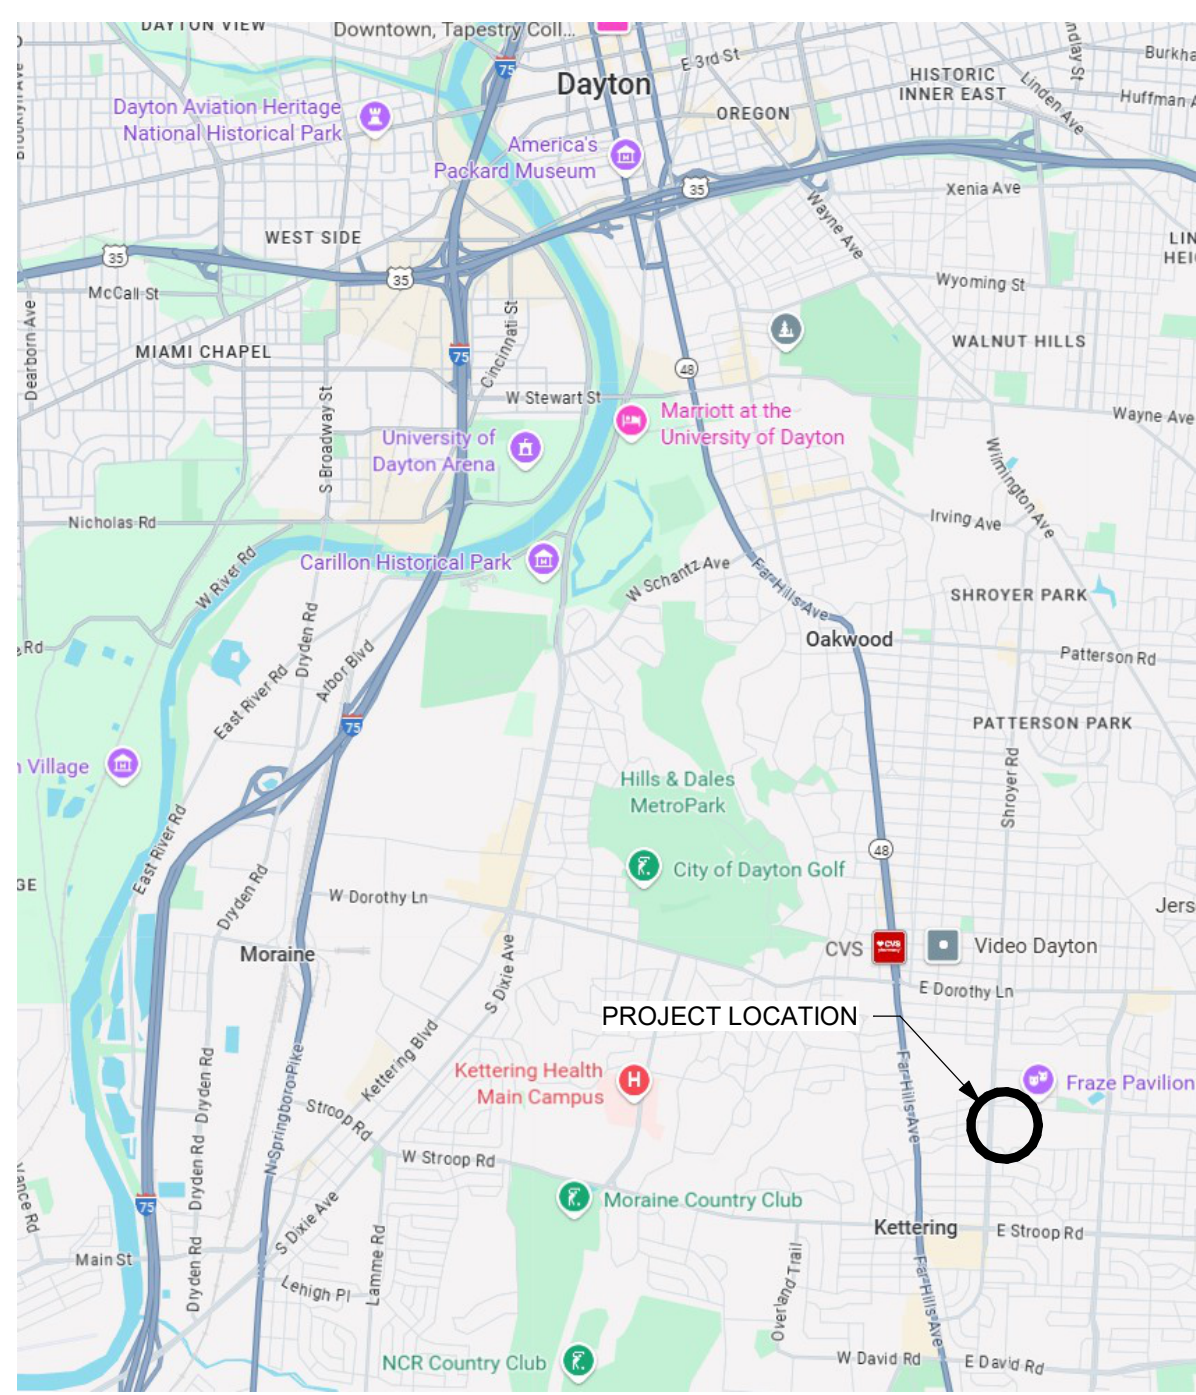 DAYTON VIEW
Downtown, Tapestry Coll...
75
Dayton
E 3rd St
HISTORIC
INNER EAST
Linden Ave
Burkha
Huffman A
Brooklyn Ave
Dayton Aviation Heritage
National Historical Park
OREGON
America's
Packard Museum
35
Xenia Ave
Wayne Ave
WEST SIDE
LIN
HEI
35
35
McCall St
Wyoming St
Dearborn Ave
MIAMI CHAPEL
75
Cincinnati St
WALNUT HILLS
48
W Stewart St
S Broadway St
Marriott at the
University of Dayton
Wayne Ave
University of
Dayton Arena
Wilmington Ave
Nicholas Rd
Irving Ave
W River Rd
Carillon Historical Park
W Schantz Ave
Far Hills Ave
SHROYER PARK
Dryden Rd
Arbor Blvd
Rd
Oakwood
Patterson Rd
East River Rd
75
PATTERSON PARK
n Village
Hills & Dales
MetroPark
Shroyer Rd
East River Rd
48
City of Dayton Golf
GE
Dryden Rd
W Dorothy Ln
Jers
Moraine
S Dixie Ave
CVS
CVS
pharmacy
Video Dayton
E Dorothy Ln
PROJECT LOCATION
Kettering Blvd
Kettering Health
Main Campus
H
Far Hills Ave
Fraze Pavilion
Dryden Rd
N Springboro Pike
Stroop Rd
W Stroop Rd
Dryden Rd
Vance Rd
75
Moraine Country Club
S Dixie Ave
Kettering
E Stroop Rd
Main St
Dryden Rd
Lamme Rd
Lehigh Pl
Overland Trail
Far Hills Ave
NCR Country Club
W David Rd
E David Rd